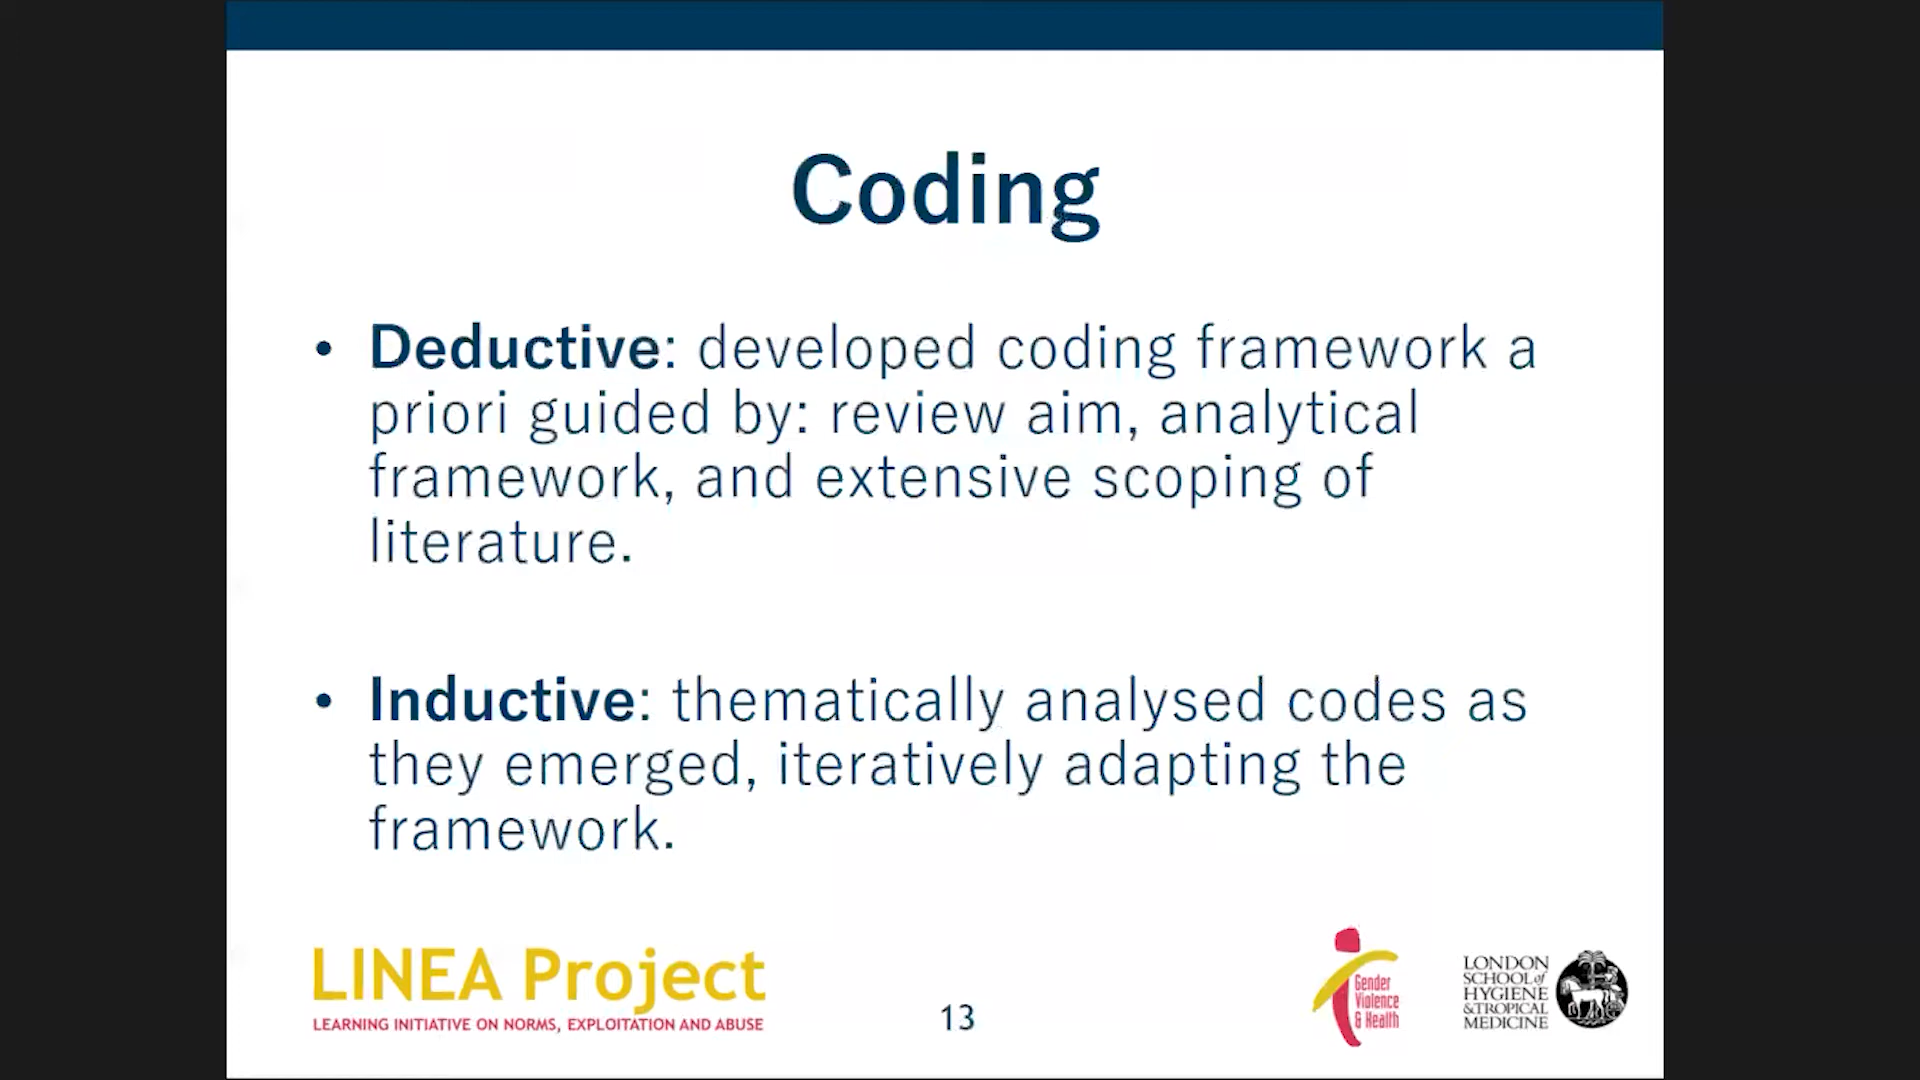 Coding
• Deductive: developed coding framework a
priori guided by: review aim, analytical
framework, and extensive scoping of
literature.
• Inductive: thematically analysed codes as
they emerged, iteratively adapting the
framework.
LINEA Project
LEARNING INITIATIVE ON NORMS, EXPLOITATION AND ABUSE
13
Gender
Violence
& Health
LONDON
SCHOOL of
HYGIENE
& TROPICAL
MEDICINE